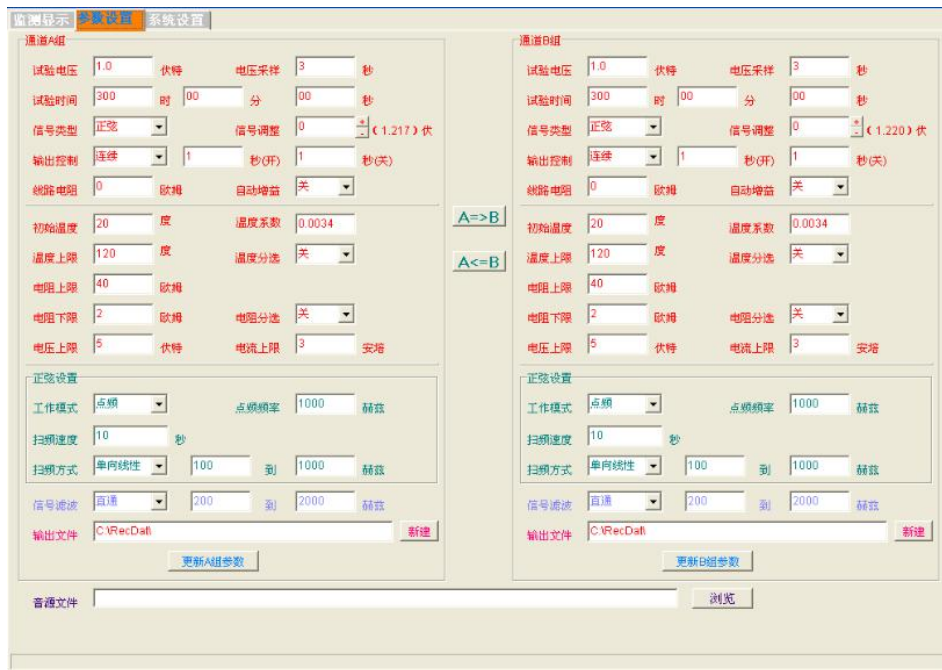 监测显示 参数设置 系统设置
通道A组
试验电压 1.0 伏特 电压采样 3 秒
试验时间 300 时 00 分 00 秒
信号类型 正弦 信号调整 0 + - (1.217)伏
输出控制 连续 1 秒(开) 1 秒(关)
线路电阻 0 欧姆 自动增益 关
初始温度 20 度 温度系数 0.0034
温度上限 120 度 温度分选 关
电阻上限 40 欧姆
电阻下限 2 欧姆 电阻分选 关
电压上限 5 伏特 电流上限 3 安培
正弦设置
工作模式 点频 点频频率 1000 赫兹
扫频速度 10 秒
扫频方式 单向线性 100 到 1000 赫兹
信号滤波 直通 200 到 2000 赫兹
输出文件 C:\RecDat\ 新建
更新A组参数
A=>B
A<=B
通道B组
试验电压 1.0 伏特 电压采样 3 秒
试验时间 300 时 00 分 00 秒
信号类型 正弦 信号调整 0 + - (1.220)伏
输出控制 连续 1 秒(开) 1 秒(关)
线路电阻 0 欧姆 自动增益 关
初始温度 20 度 温度系数 0.0034
温度上限 120 度 温度分选 关
电阻上限 40 欧姆
电阻下限 2 欧姆 电阻分选 关
电压上限 5 伏特 电流上限 3 安培
正弦设置
工作模式 点频 点频频率 1000 赫兹
扫频速度 10 秒
扫频方式 单向线性 100 到 1000 赫兹
信号滤波 直通 200 到 2000 赫兹
输出文件 C:\RecDat\ 新建
更新B组参数
音源文件 浏览